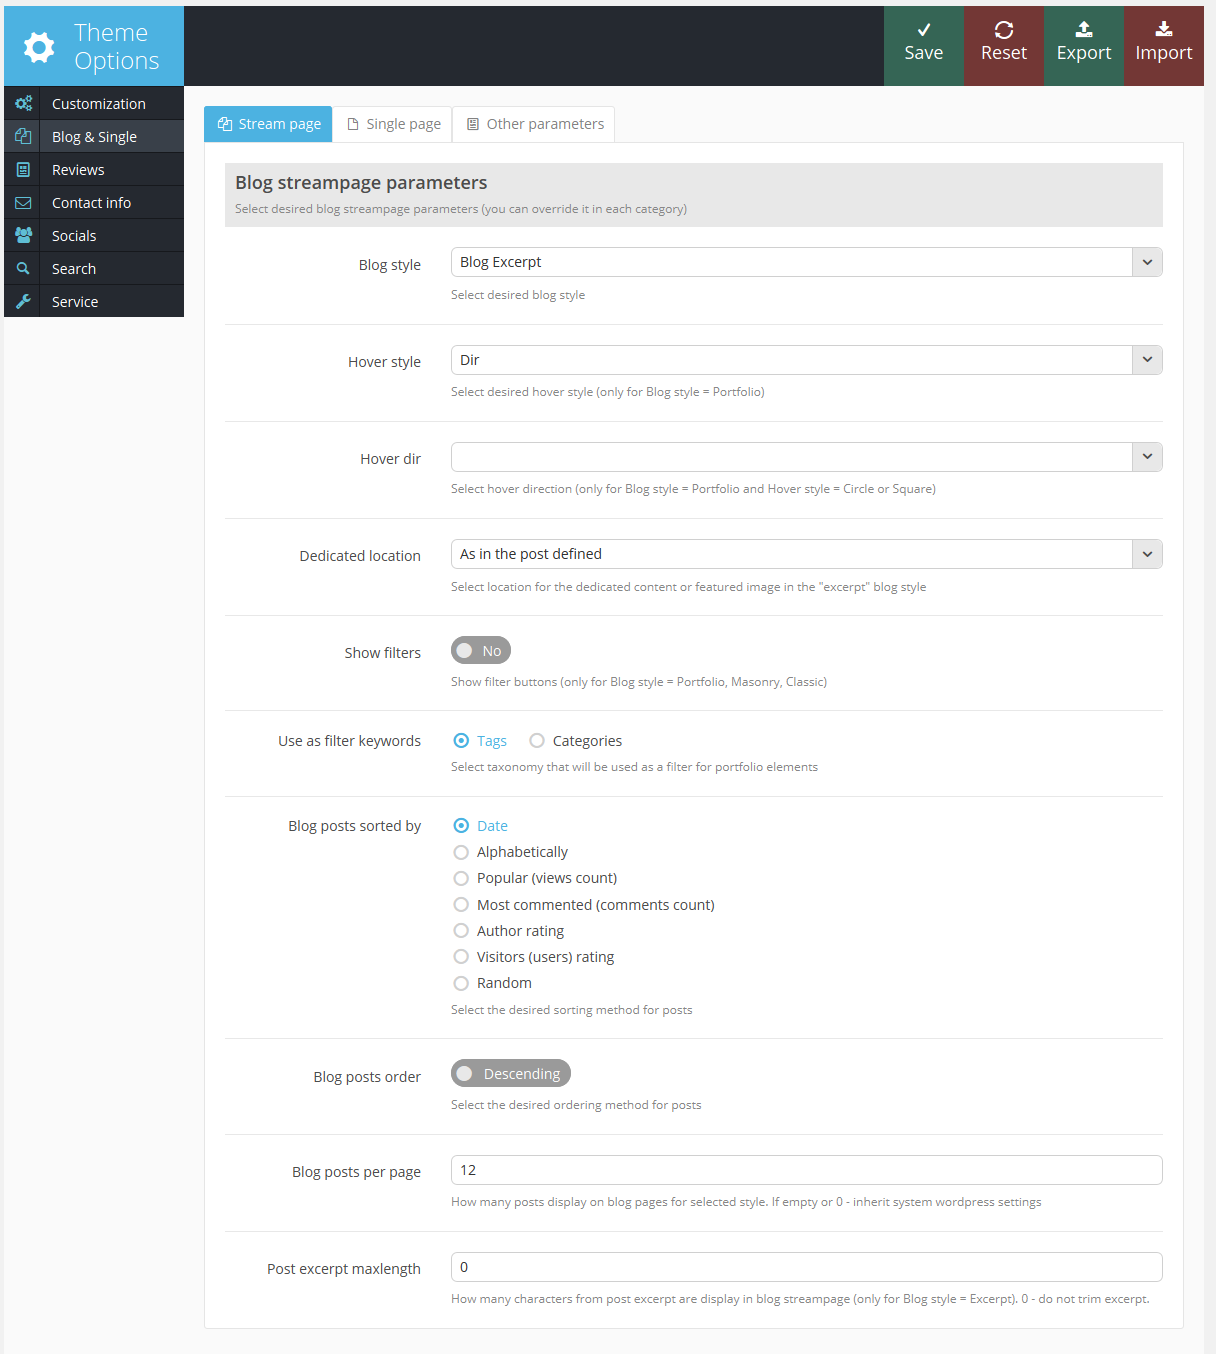 Theme
Options
Save
Reset
Export
Import
Customization
Blog & Single
Reviews
Contact info
Socials
Search
Service
Stream page
Single page
Other parameters
Blog streampage parameters
Select desired blog streampage parameters (you can override it in each category)
Blog style
Blog Excerpt
Select desired blog style
Hover style
Dir
Select desired hover style (only for Blog style = Portfolio)
Hover dir
Select hover direction (only for Blog style = Portfolio and Hover style = Circle or Square)
Dedicated location
As in the post defined
Select location for the dedicated content or featured image in the "excerpt" blog style
Show filters
No
Show filter buttons (only for Blog style = Portfolio, Masonry, Classic)
Use as filter keywords
Tags
Categories
Select taxonomy that will be used as a filter for portfolio elements
Blog posts sorted by
Date
Alphabetically
Popular (views count)
Most commented (comments count)
Author rating
Visitors (users) rating
Random
Select the desired sorting method for posts
Blog posts order
Descending
Select the desired ordering method for posts
Blog posts per page
12
How many posts display on blog pages for selected style. If empty or 0 - inherit system wordpress settings
Post excerpt maxlength
0
How many characters from post excerpt are display in blog streampage (only for Blog style = Excerpt). 0 - do not trim excerpt.